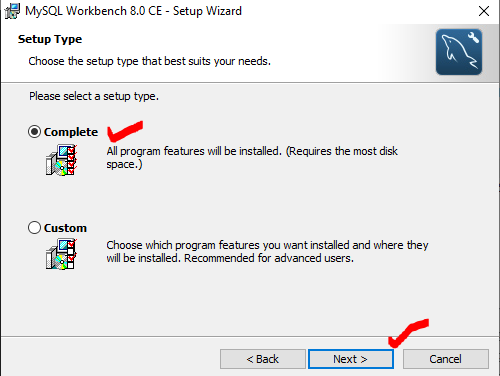 MySQL Workbench 8.0 CE - Setup Wizard
Setup Type
Choose the setup type that best suits your needs.
Please select a setup type.
Complete
All program features will be installed. (Requires the most disk
space.)
Custom
Choose which program features you want installed and where they
will be installed. Recommended for advanced users.
< Back
Next >
Cancel